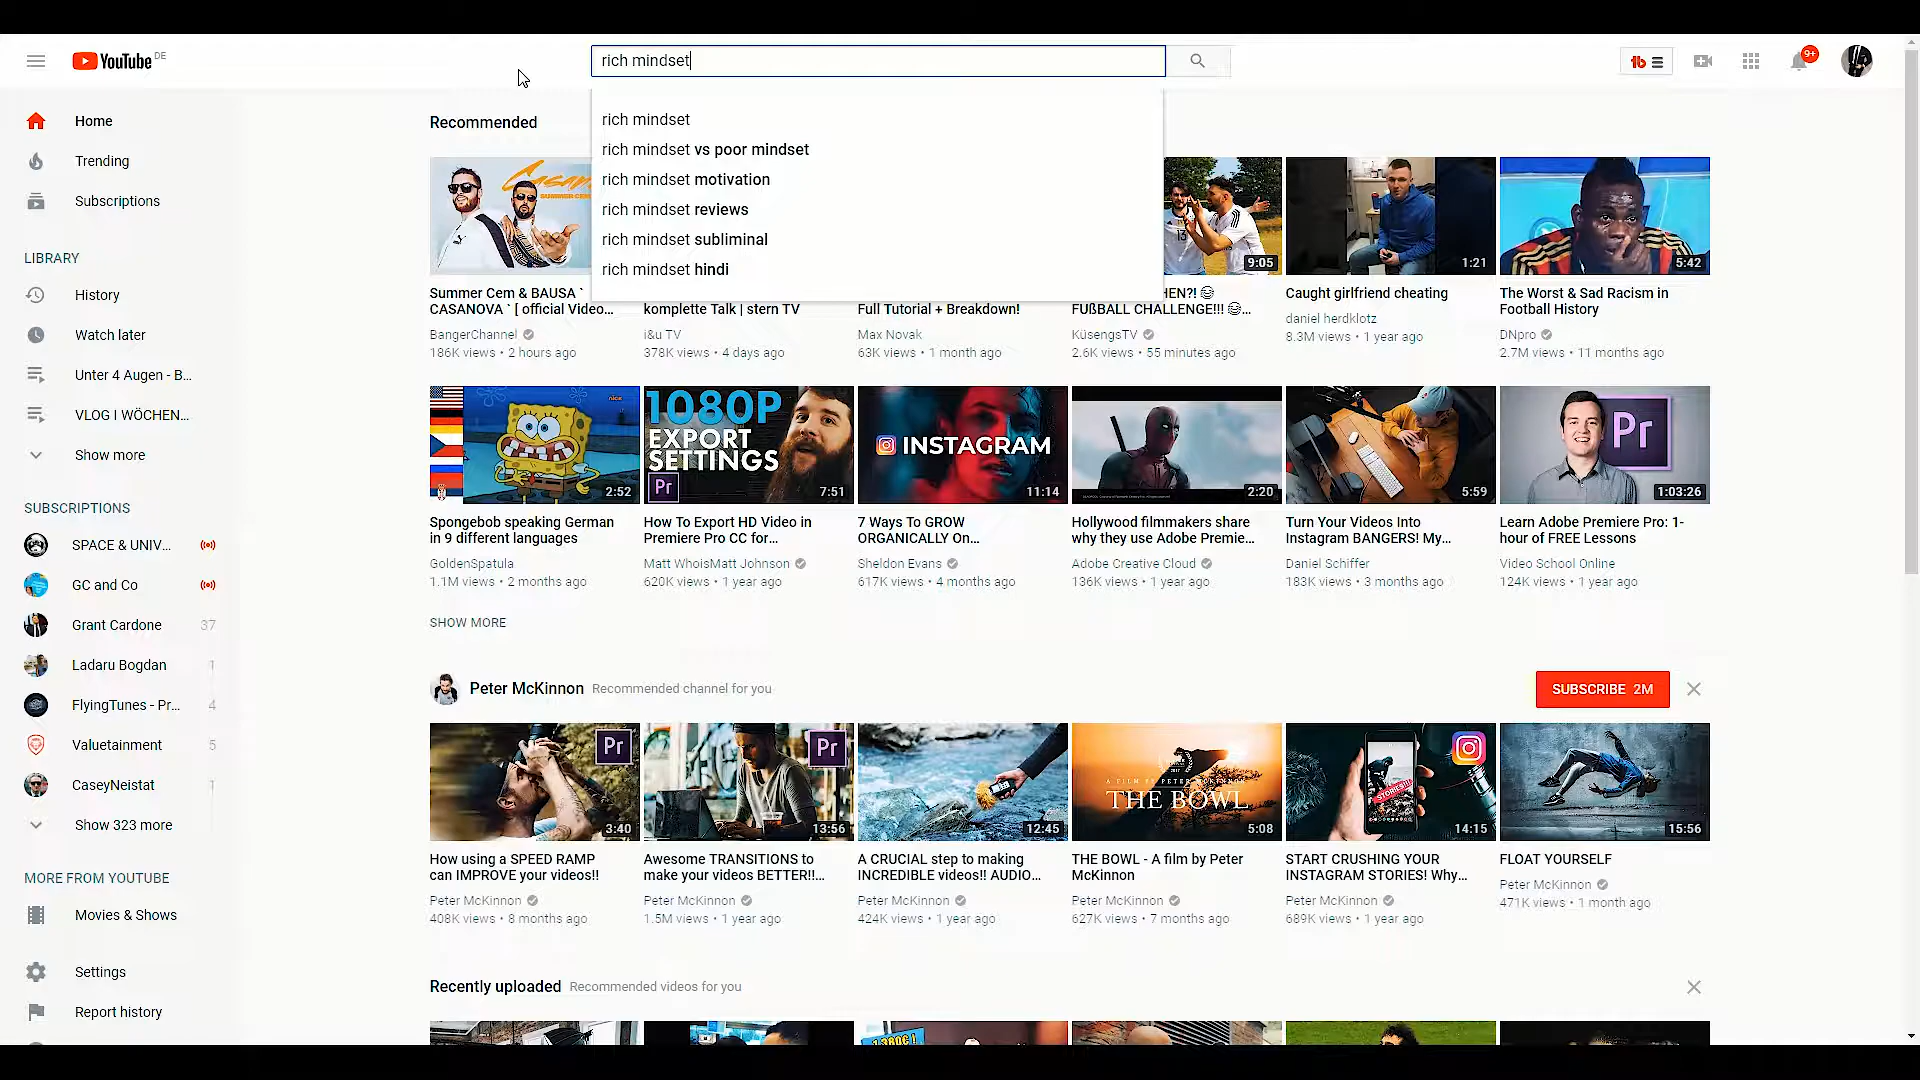 YouTube DE
rich mindset
9+
rich mindset
rich mindset vs poor mindset
rich mindset motivation
rich mindset reviews
rich mindset subliminal
rich mindset hindi
Home
Trending
Subscriptions
LIBRARY
History
Watch later
Unter 4 Augen - B...
VLOG I WÖCHEN...
Show more
SUBSCRIPTIONS
SPACE & UNIV...
GC and Co
Grant Cardone 37
Ladaru Bogdan 1
FlyingTunes - Pr... 4
Valuetainment 5
CaseyNeistat 1
Show 323 more
MORE FROM YOUTUBE
Movies & Shows
Settings
Report history
Recommended
9:05
1:21
5:42
Summer Cem & BAUSA `
CASANOVA ` [ official Video...
BangerChannel
186K views • 2 hours ago
komplette Talk | stern TV
i&u TV
378K views • 4 days ago
Full Tutorial + Breakdown!
Max Novak
63K views • 1 month ago
HEN?! 😂
FUßBALL CHALLENGE!!! 😂...
KüsengsTV
2.6K views • 55 minutes ago
Caught girlfriend cheating
daniel herdklotz
8.3M views • 1 year ago
The Worst & Sad Racism in
Football History
DNpro
2.7M views • 11 months ago
nice
2:52
1080P
EXPORT
SETTINGS
Pr
7:51
INSTAGRAM
11:14
2:20
5:59
Pr
1:03:26
Spongebob speaking German
in 9 different languages
GoldenSpatula
1.1M views • 2 months ago
How To Export HD Video in
Premiere Pro CC for...
Matt WhoisMatt Johnson
620K views • 1 year ago
7 Ways To GROW
ORGANICALLY On...
Sheldon Evans
617K views • 4 months ago
Hollywood filmmakers share
why they use Adobe Premie...
Adobe Creative Cloud
136K views • 1 year ago
Turn Your Videos Into
Instagram BANGERS! My...
Daniel Schiffer
183K views • 3 months ago
Learn Adobe Premiere Pro: 1-
hour of FREE Lessons
Video School Online
124K views • 1 year ago
SHOW MORE
Peter McKinnon Recommended channel for you
SUBSCRIBE 2M
Pr
3:40
Pr
13:56
12:45
A FILM BY PETER MCKINNON
THE BOWL
5:08
STORIES!!
14:15
15:56
How using a SPEED RAMP
can IMPROVE your videos!!
Peter McKinnon
408K views • 8 months ago
Awesome TRANSITIONS to
make your videos BETTER!!...
Peter McKinnon
1.5M views • 1 year ago
A CRUCIAL step to making
INCREDIBLE videos!! AUDIO...
Peter McKinnon
424K views • 1 year ago
THE BOWL - A film by Peter
McKinnon
Peter McKinnon
627K views • 7 months ago
START CRUSHING YOUR
INSTAGRAM STORIES! Why...
Peter McKinnon
689K views • 1 year ago
FLOAT YOURSELF
Peter McKinnon
471K views • 1 month ago
Recently uploaded Recommended videos for you